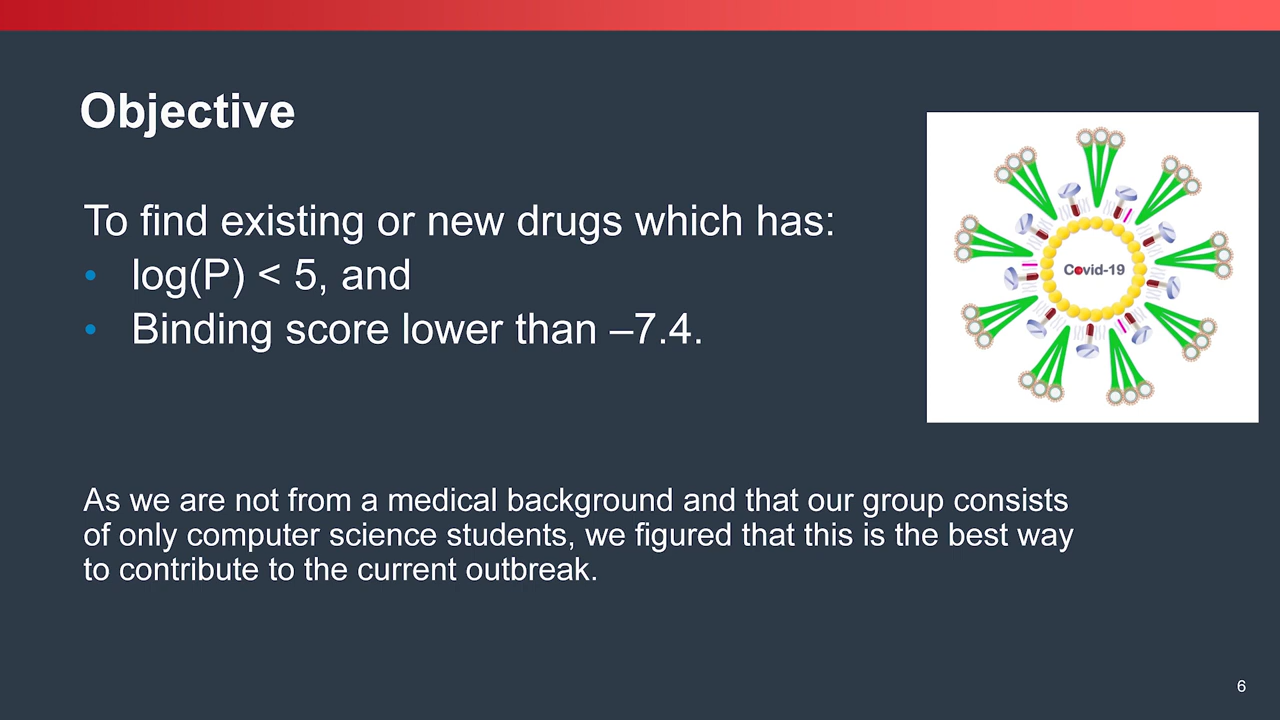 Objective
To find existing or new drugs which has:
• log(P) < 5, and
• Binding score lower than –7.4.
Covid-19
As we are not from a medical background and that our group consists
of only computer science students, we figured that this is the best way
to contribute to the current outbreak.
6